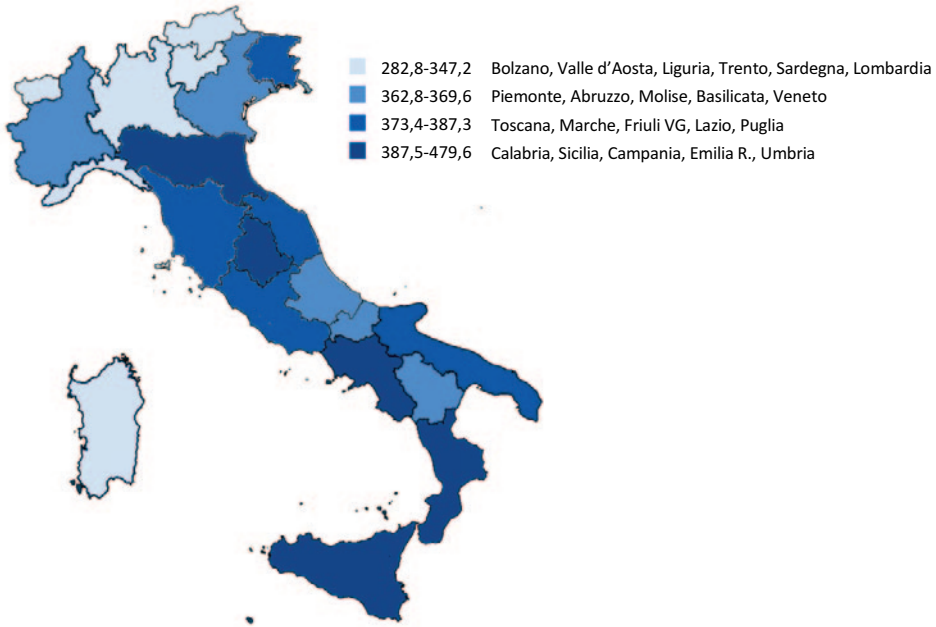 282,8-347,2 Bolzano, Valle d’Aosta, Liguria, Trento, Sardegna, Lombardia
362,8-369,6 Piemonte, Abruzzo, Molise, Basilicata, Veneto
373,4-387,3 Toscana, Marche, Friuli VG, Lazio, Puglia
387,5-479,6 Calabria, Sicilia, Campania, Emilia R., Umbria